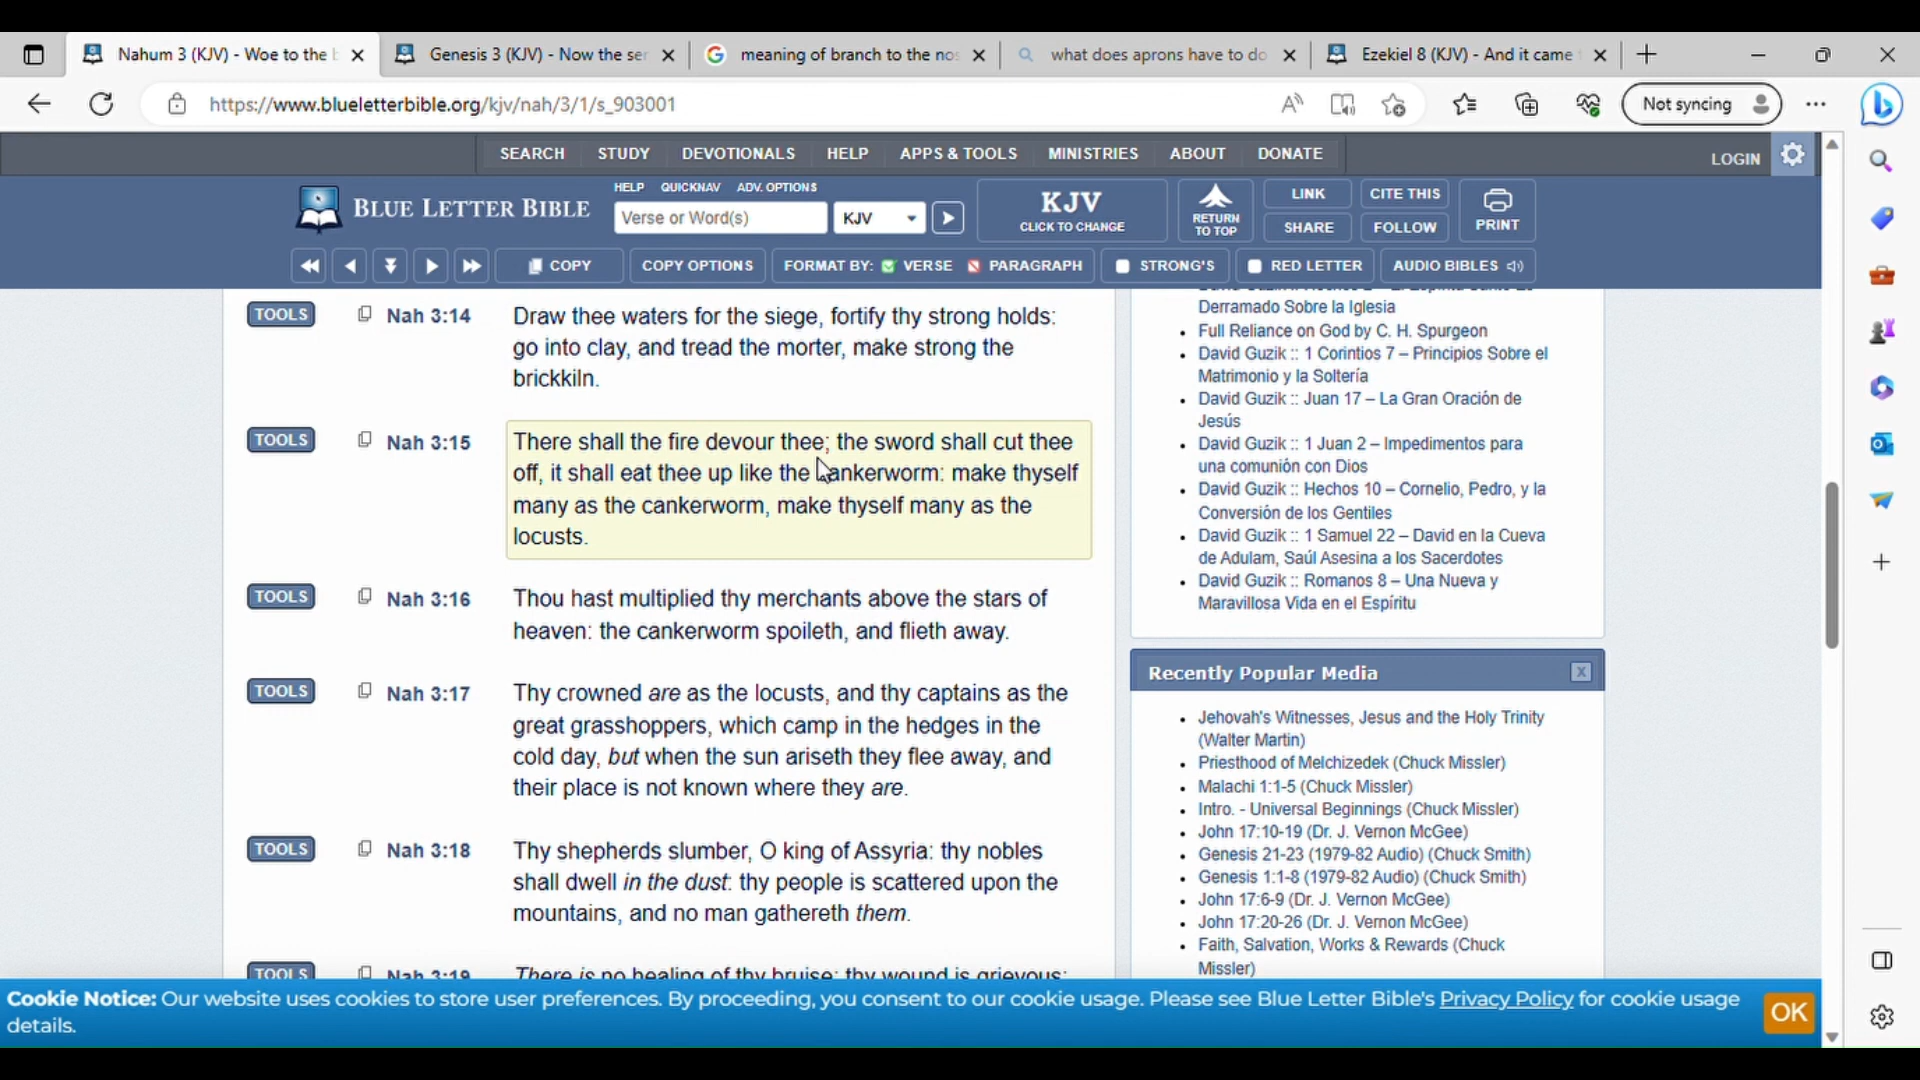 Nahum 3 (KJV) - Woe to the b
Genesis 3 (KJV) - Now the ser
meaning of branch to the nos
what does aprons have to do
Ezekiel 8 (KJV) - And it came t
https://www.blueletterbible.org/kjv/nah/3/1/s_903001
Not syncing
SEARCH STUDY DEVOTIONALS HELP APPS & TOOLS MINISTRIES ABOUT DONATE
LOGIN
HELP QUICKNAV ADV. OPTIONS
BLUE LETTER BIBLE
Verse or Word(s)
KJV
KJV
CLICK TO CHANGE
RETURN
TO TOP
LINK
CITE THIS
SHARE
FOLLOW
PRINT
COPY
COPY OPTIONS
FORMAT BY: VERSE PARAGRAPH
STRONG'S
RED LETTER
AUDIO BIBLES
TOOLS
Nah 3:14
Draw thee waters for the siege, fortify thy strong holds:
go into clay, and tread the morter, make strong the
brickkiln.
TOOLS
Nah 3:15
There shall the fire devour thee; the sword shall cut thee
off, it shall eat thee up like the cankerworm: make thyself
many as the cankerworm, make thyself many as the
locusts.
TOOLS
Nah 3:16
Thou hast multiplied thy merchants above the stars of
heaven: the cankerworm spoileth, and flieth away.
TOOLS
Nah 3:17
Thy crowned are as the locusts, and thy captains as the
great grasshoppers, which camp in the hedges in the
cold day, but when the sun ariseth they flee away, and
their place is not known where they are.
TOOLS
Nah 3:18
Thy shepherds slumber, O king of Assyria: thy nobles
shall dwell in the dust: thy people is scattered upon the
mountains, and no man gathereth them.
TOOLS
Nah 3:19
There is no healing of thy bruise; thy wound is grievous:
Derramado Sobre la Iglesia
Full Reliance on God by C. H. Spurgeon
David Guzik :: 1 Corintios 7 – Principios Sobre el
Matrimonio y la Soltería
David Guzik :: Juan 17 – La Gran Oración de
Jesús
David Guzik :: 1 Juan 2 – Impedimentos para
una comunión con Dios
David Guzik :: Hechos 10 – Cornelio, Pedro, y la
Conversión de los Gentiles
David Guzik :: 1 Samuel 22 – David en la Cueva
de Adulam, Saúl Asesina a los Sacerdotes
David Guzik :: Romanos 8 – Una Nueva y
Maravillosa Vida en el Espíritu
Recently Popular Media
Jehovah's Witnesses, Jesus and the Holy Trinity
(Walter Martin)
Priesthood of Melchizedek (Chuck Missler)
Malachi 1:1-5 (Chuck Missler)
Intro. - Universal Beginnings (Chuck Missler)
John 17:10-19 (Dr. J. Vernon McGee)
Genesis 21-23 (1979-82 Audio) (Chuck Smith)
Genesis 1:1-8 (1979-82 Audio) (Chuck Smith)
John 17:6-9 (Dr. J. Vernon McGee)
John 17:20-26 (Dr. J. Vernon McGee)
Faith, Salvation, Works & Rewards (Chuck
Missler)
Cookie Notice: Our website uses cookies to store user preferences. By proceeding, you consent to our cookie usage. Please see Blue Letter Bible's Privacy Policy for cookie usage
details.
OK